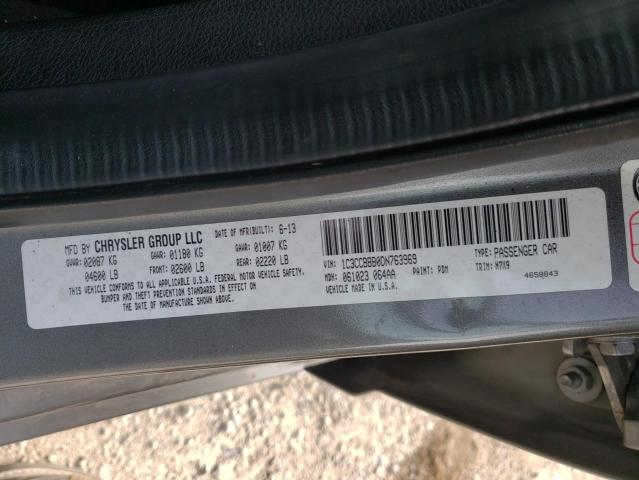 MFD BY CHRYSLER GROUP LLC DATE OF MFR(BUILT): 6-13
GVWR: 02087 KG GAWR: 01180 KG GAWR: 01007 KG
04600 LB FRONT: 02600 LB REAR: 02220 LB
THIS VEHICLE CONFORMS TO ALL APPLICABLE U.S.A. FEDERAL MOTOR VEHICLE SAFETY,
BUMPER AND THEFT PREVENTION STANDARDS IN EFFECT ON
THE DATE OF MANUFACTURE SHOWN ABOVE.
VIN: 1C3CCBBB0DN763969 TYPE: PASSENGER CAR
MDH: 061023 064AA PAINT: PDM TRIM: M7X9
VEHICLE MADE IN U.S.A. 4658843